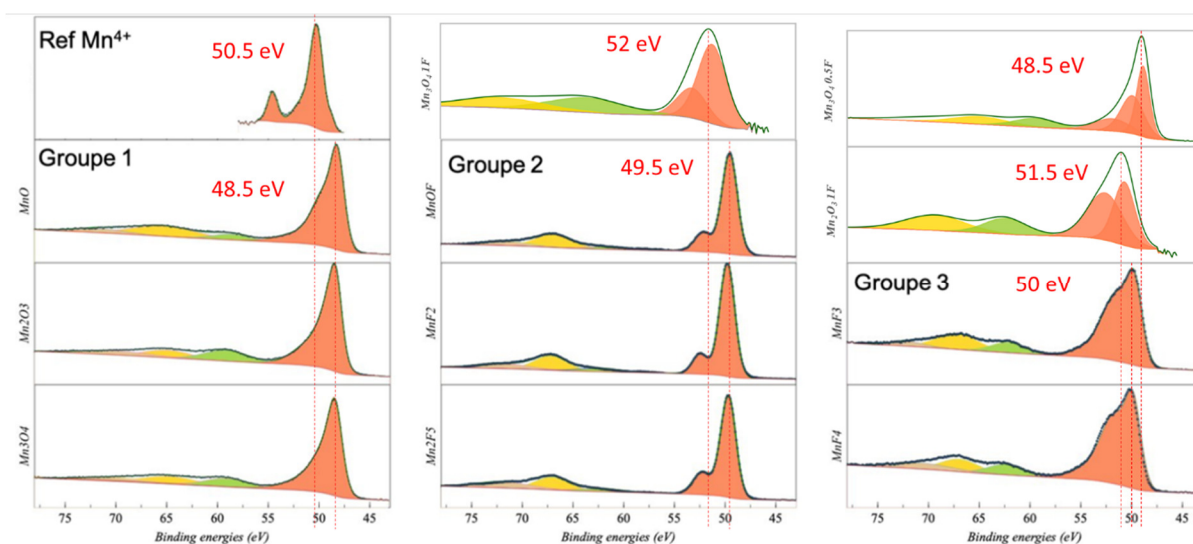 Ref Mn⁴⁺
50.5 eV
Groupe 1
48.5 eV
MnO
Mn2O3
Mn3O4
75 70 65 60 55 50 45
Binding energies (eV)
Mn₃O₄ 1F
52 eV
Groupe 2
49.5 eV
MnOF
MnF2
Mn2F5
75 70 65 60 55 50 45
Binding energies (eV)
Mn₃O₄ 0.5F
48.5 eV
Mn₂O₃ 1F
51.5 eV
Groupe 3
50 eV
MnF3
MnF4
75 70 65 60 55 50 45
Binding energies (eV)